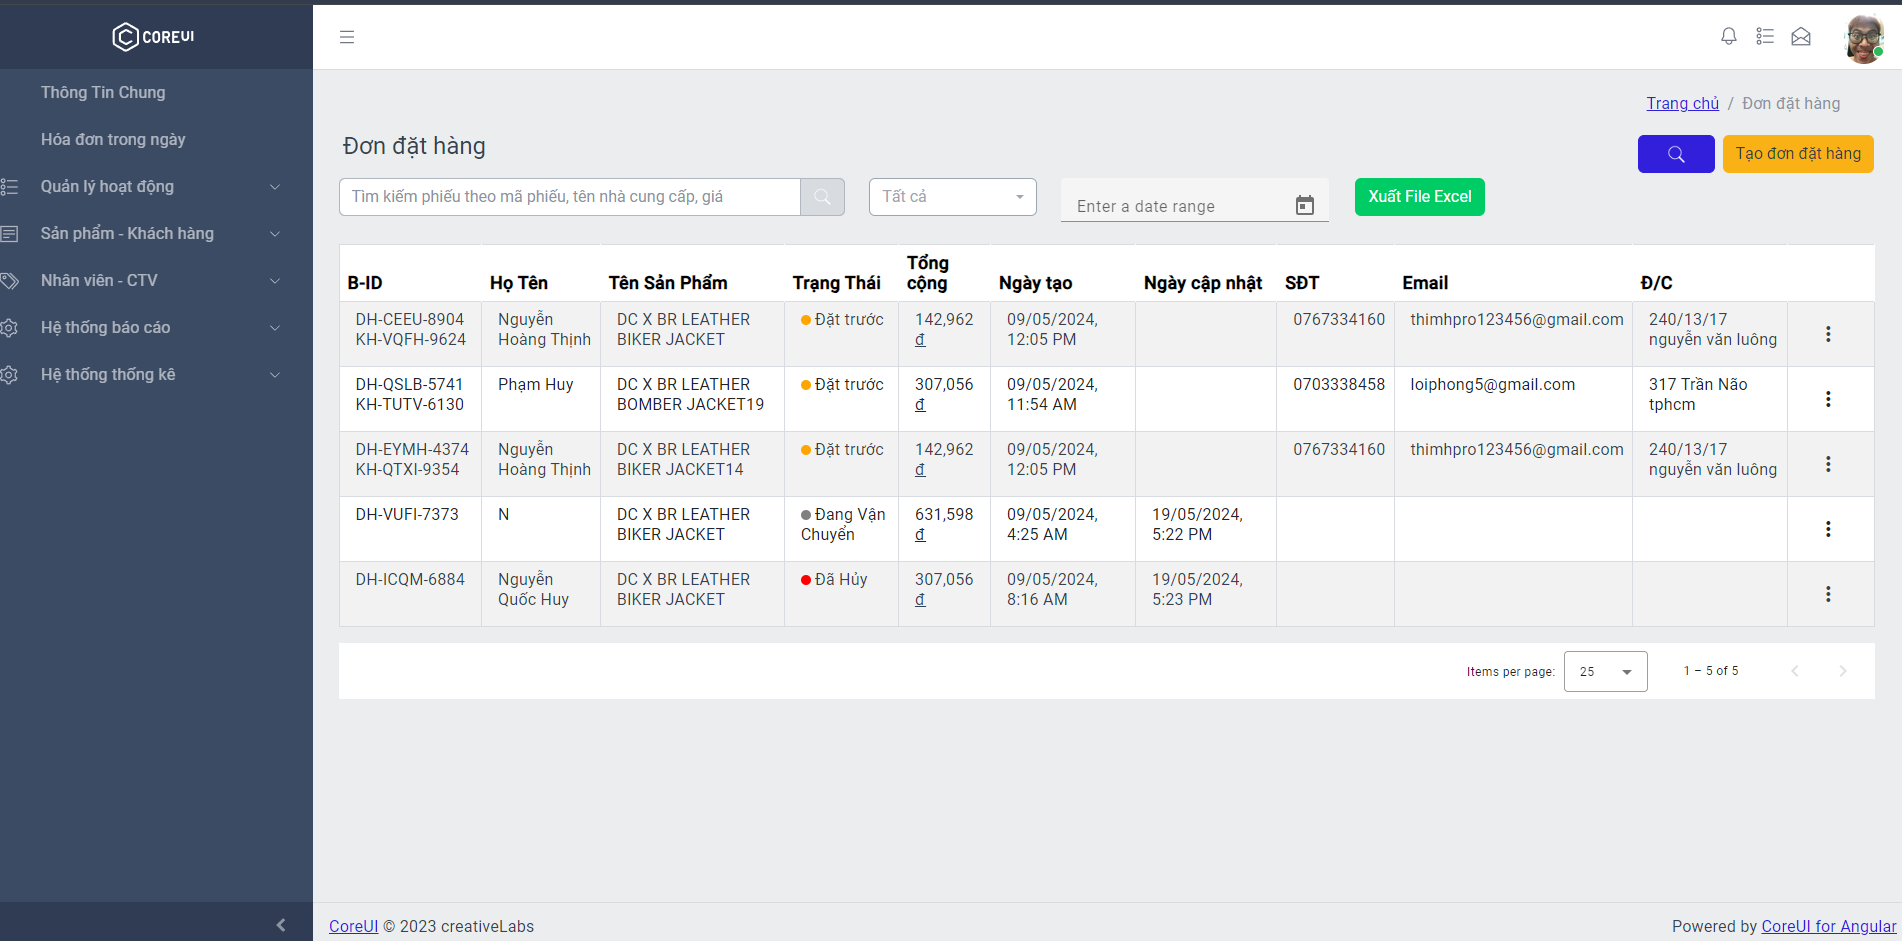 COREUI
Thông Tin Chung
Hóa đơn trong ngày
Quản lý hoạt động
Sản phẩm - Khách hàng
Nhân viên - CTV
Hệ thống báo cáo
Hệ thống thống kê
Trang chủ / Đơn đặt hàng
Đơn đặt hàng
Tạo đơn đặt hàng
Tìm kiếm phiếu theo mã phiếu, tên nhà cung cấp, giá
Tất cả
Enter a date range
Xuất File Excel
B-ID
Họ Tên
Tên Sản Phẩm
Trạng Thái
Tổng
cộng
Ngày tạo
Ngày cập nhật
SĐT
Email
Đ/C
DH-CEEU-8904
KH-VQFH-9624
Nguyễn
Hoàng Thịnh
DC X BR LEATHER
BIKER JACKET
Đặt trước
142,962
đ
09/05/2024,
12:05 PM
0767334160
thimhpro123456@gmail.com
240/13/17
nguyễn văn luông
DH-QSLB-5741
KH-TUTV-6130
Phạm Huy
DC X BR LEATHER
BOMBER JACKET19
Đặt trước
307,056
đ
09/05/2024,
11:54 AM
0703338458
loiphong5@gmail.com
317 Trần Não
tphcm
DH-EYMH-4374
KH-QTXI-9354
Nguyễn
Hoàng Thịnh
DC X BR LEATHER
BIKER JACKET14
Đặt trước
142,962
đ
09/05/2024,
12:05 PM
0767334160
thimhpro123456@gmail.com
240/13/17
nguyễn văn luông
DH-VUFI-7373
N
DC X BR LEATHER
BIKER JACKET
Đang Vận
Chuyển
631,598
đ
09/05/2024,
4:25 AM
19/05/2024,
5:22 PM
DH-ICQM-6884
Nguyễn
Quốc Huy
DC X BR LEATHER
BIKER JACKET
Đã Hủy
307,056
đ
09/05/2024,
8:16 AM
19/05/2024,
5:23 PM
Items per page: 25
1 – 5 of 5
CoreUI © 2023 creativeLabs
Powered by CoreUI for Angular